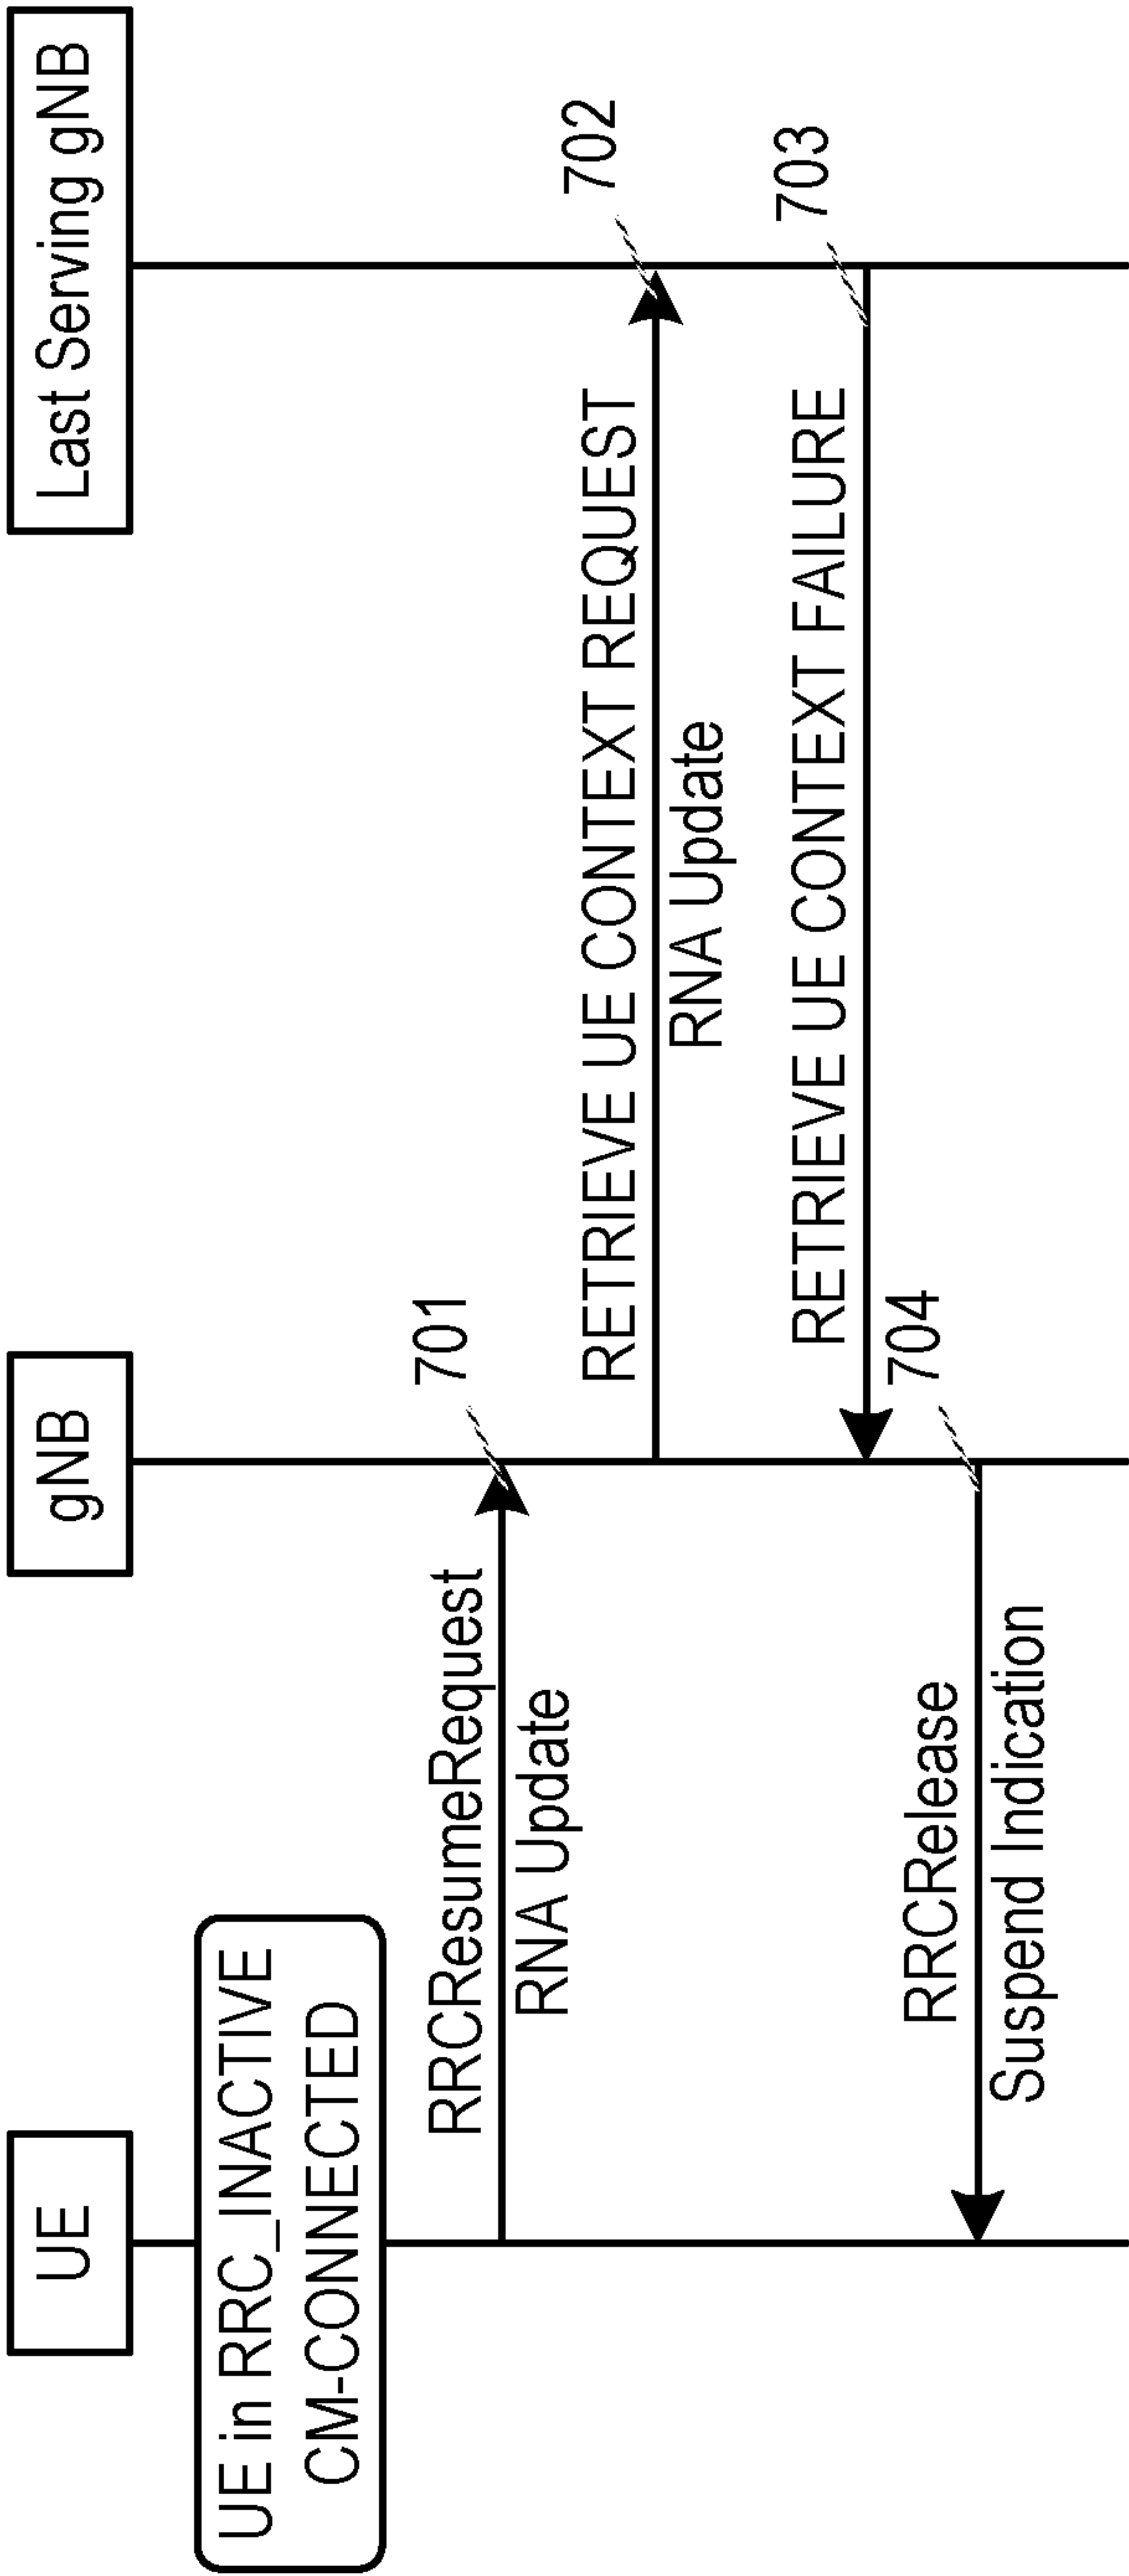 UE
gNB
Last Serving gNB
UE in RRC_INACTIVE
CM-CONNECTED
RRCResumeRequest
701
RNA Update
RETRIEVE UE CONTEXT REQUEST
702
RNA Update
RETRIEVE UE CONTEXT FAILURE
703
RRCRelease
704
Suspend Indication